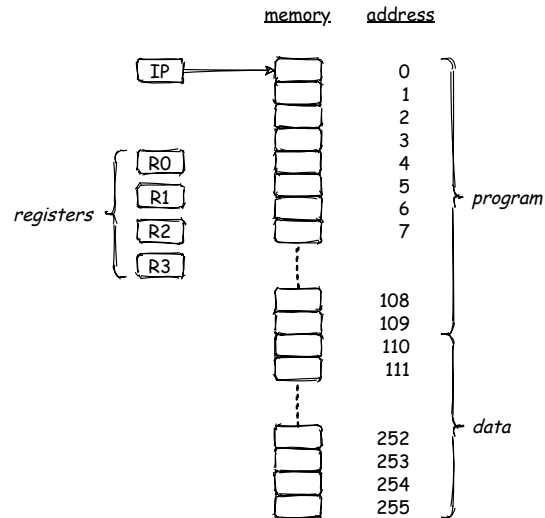 memory address
IP 0
1
2
3
R0 4
5
R1 6
registers program
R2 7
R3
108
109
110
111
data
252
253
254
255